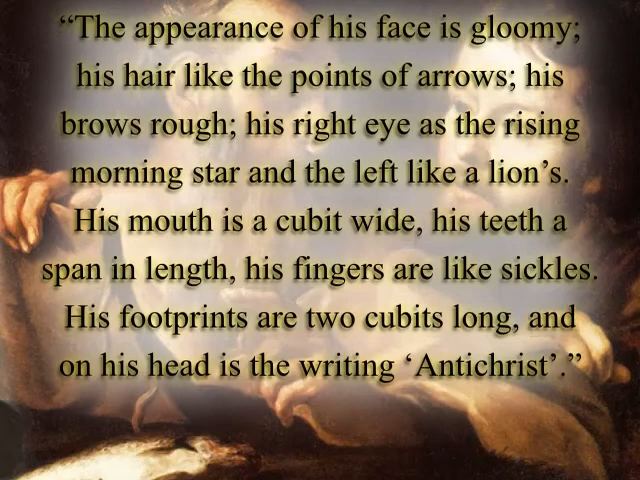 “The appearance of his face is gloomy;
his hair like the points of arrows; his
brows rough; his right eye as the rising
morning star and the left like a lion’s.
His mouth is a cubit wide, his teeth a
span in length, his fingers are like sickles.
His footprints are two cubits long, and
on his head is the writing ‘Antichrist’.”